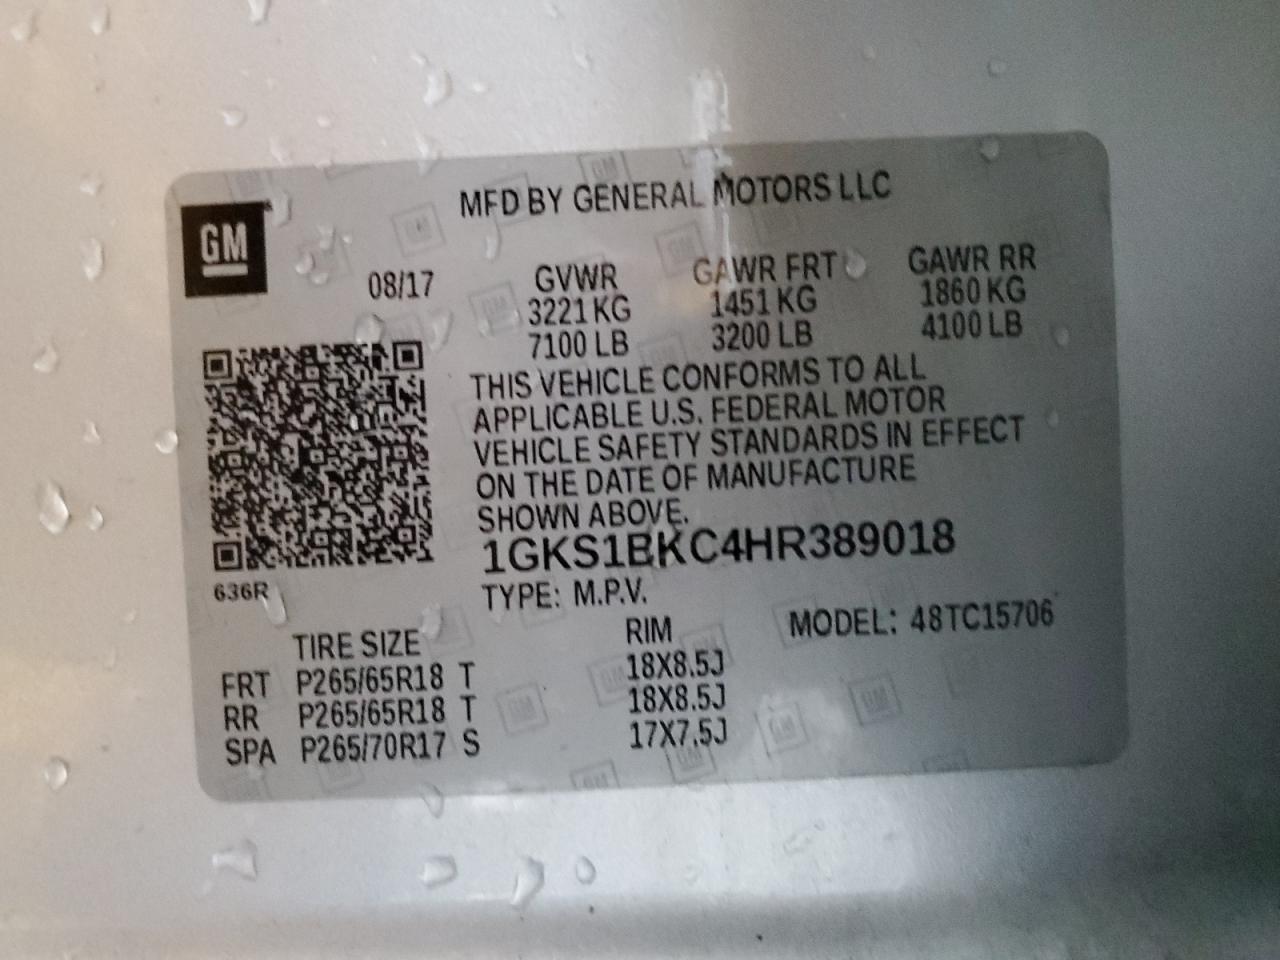 MFD BY GENERAL MOTORS LLC
GM
08/17 GVWR GAWR FRT GAWR RR
3221 KG 1451 KG 1860 KG
7100 LB 3200 LB 4100 LB
THIS VEHICLE CONFORMS TO ALL
APPLICABLE U.S. FEDERAL MOTOR
VEHICLE SAFETY STANDARDS IN EFFECT
ON THE DATE OF MANUFACTURE
SHOWN ABOVE.
1GKS1BKC4HR389018
636R TYPE: M.P.V.
MODEL: 48TC15706
TIRE SIZE RIM
FRT P265/65R18 T 18X8.5J
RR P265/65R18 T 18X8.5J
SPA P265/70R17 S 17X7.5J